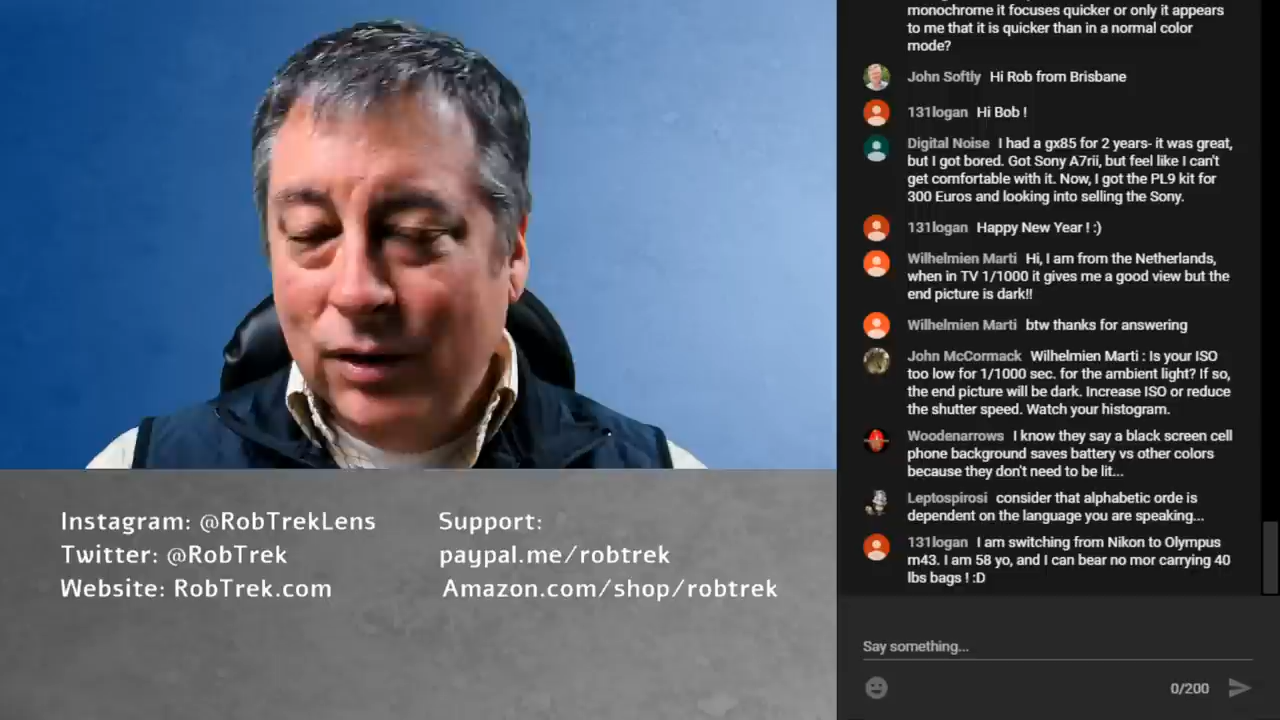 monochrome it focuses quicker or only it appears
to me that it is quicker than in a normal color
mode?
John Softly Hi Rob from Brisbane
131logan Hi Bob !
Digital Noise I had a gx85 for 2 years- it was great,
but I got bored. Got Sony A7rii, but feel like I can't
get comfortable with it. Now, I got the PL9 kit for
300 Euros and looking into selling the Sony.
131logan Happy New Year ! :)
Wilhelmien Marti Hi, I am from the Netherlands,
when in TV 1/1000 it gives me a good view but the
end picture is dark!!
Wilhelmien Marti btw thanks for answering
John McCormack Wilhelmien Marti : Is your ISO
too low for 1/1000 sec. for the ambient light? If so,
the end picture will be dark. Increase ISO or reduce
the shutter speed. Watch your histogram.
Woodenarrows I know they say a black screen cell
phone background saves battery vs other colors
because they don't need to be lit...
Leptospirosi consider that alphabetic orde is
dependent on the language you are speaking...
131logan I am switching from Nikon to Olympus
m43. I am 58 yo, and I can bear no mor carrying 40
lbs bags ! :D
Say something...
0/200
Instagram: @RobTrekLens
Twitter: @RobTrek
Website: RobTrek.com
Support:
paypal.me/robtrek
Amazon.com/shop/robtrek